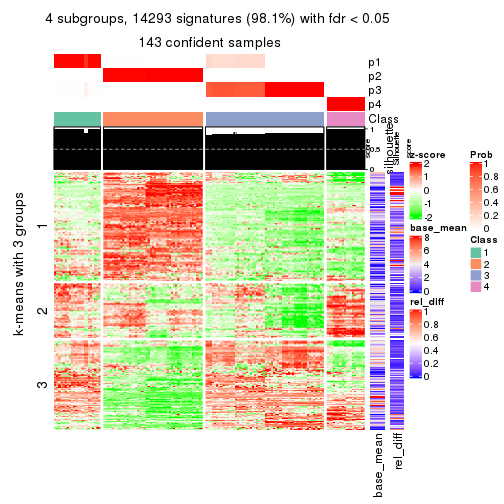 4 subgroups, 14293 signatures (98.1%) with fdr < 0.05
143 confident samples
p1
p2
p3
p4
Class
1
0.5
0
silhouette
k-means with 3 groups
1
2
3
base_mean
rel_diff
z-score
2
1
0
-1
-2
base_mean
8
6
4
2
0
rel_diff
1
0.8
0.6
0.4
0.2
0
Prob
1
0.8
0.6
0.4
0.2
0
Class
1
2
3
4